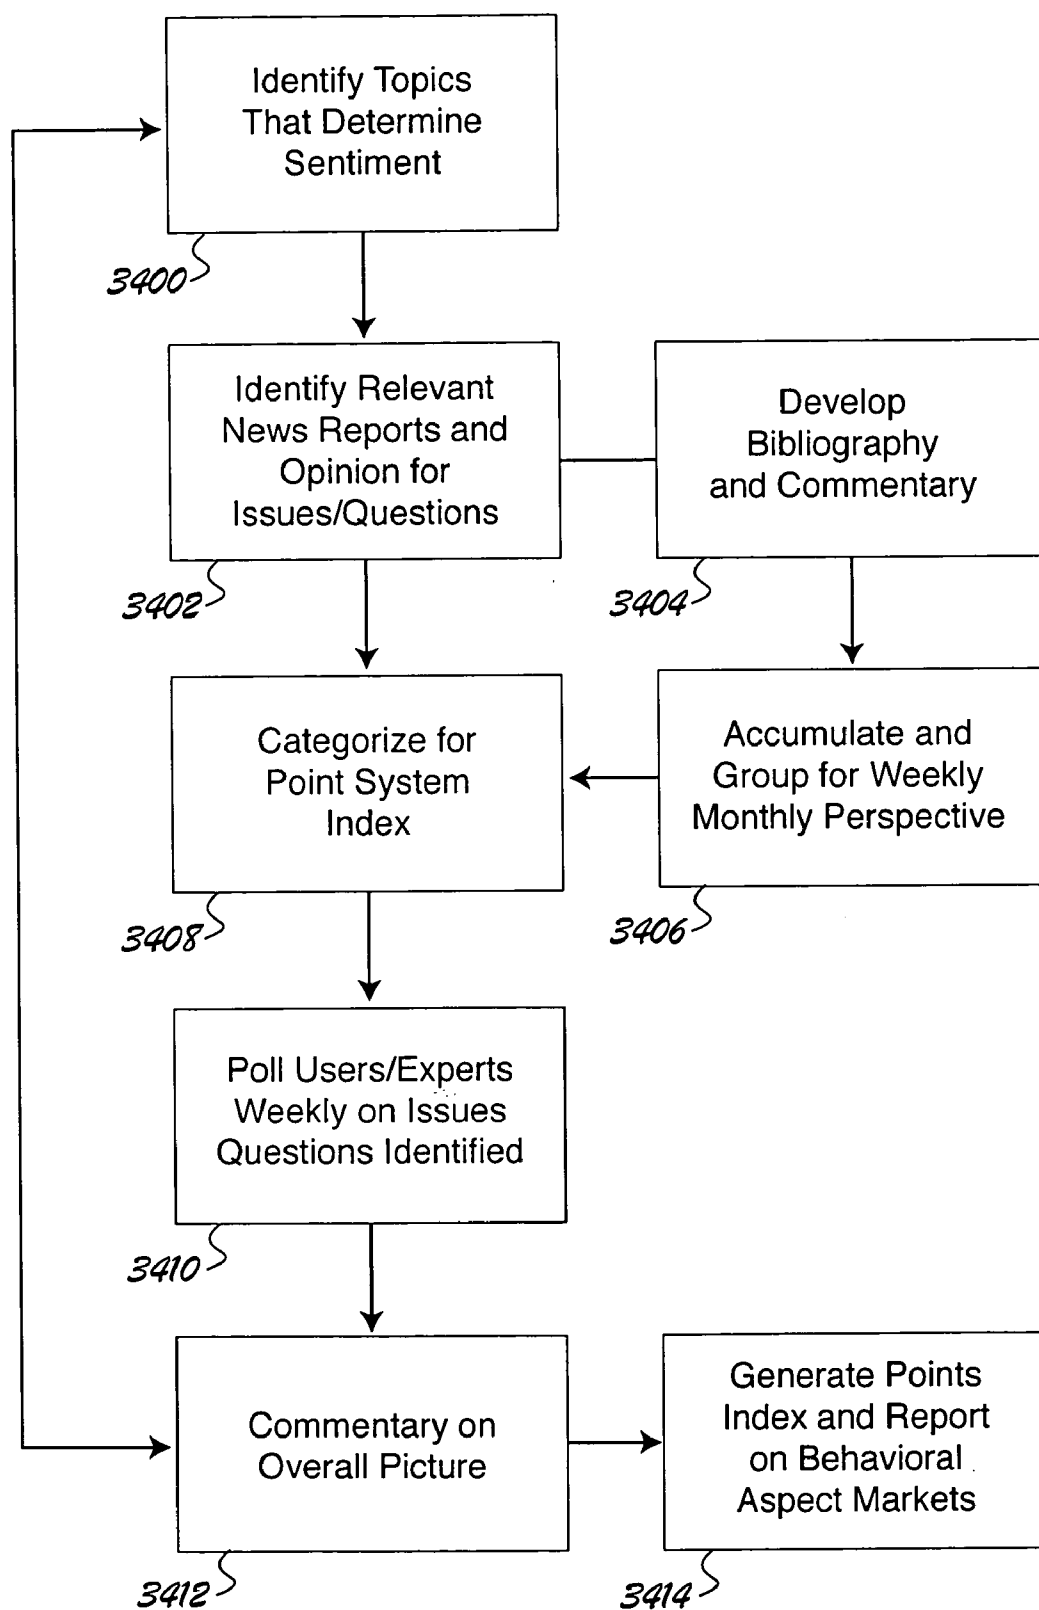 Identify Topics
That Determine
Sentiment
3400
Identify Relevant
News Reports and
Opinion for
Issues/Questions
3402
Develop
Bibliography
and Commentary
3404
Categorize for
Point System
Index
3408
Accumulate and
Group for Weekly
Monthly Perspective
3406
Poll Users/Experts
Weekly on Issues
Questions Identified
3410
Commentary on
Overall Picture
3412
Generate Points
Index and Report
on Behavioral
Aspect Markets
3414